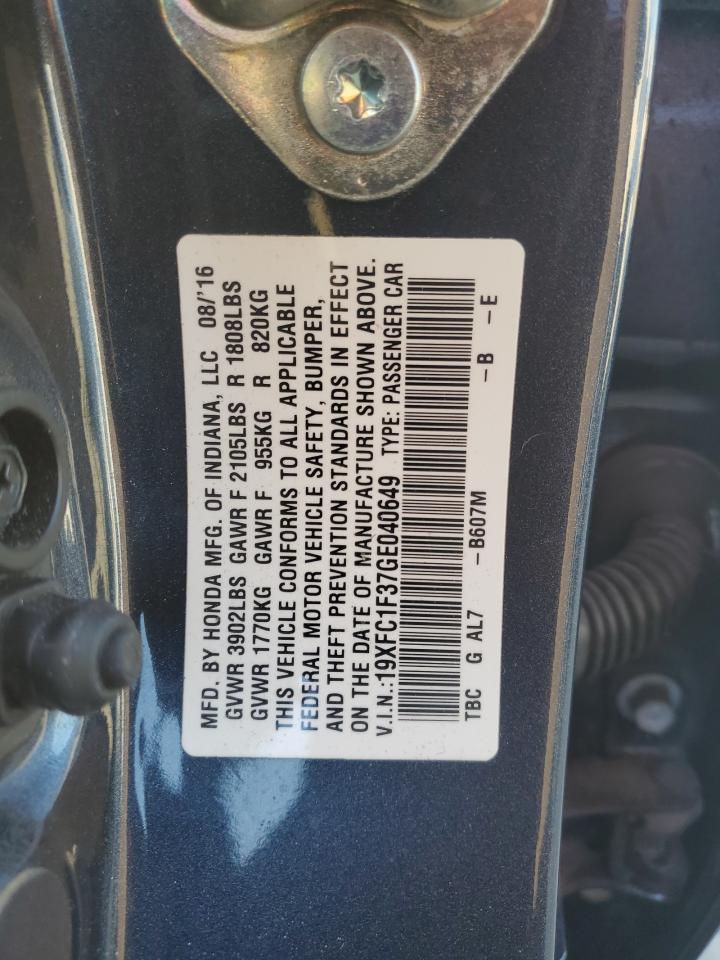 MFD. BY HONDA MFG. OF INDIANA, LLC 08/'16
GVWR 3902LBS GAWR F 2105LBS R 1808LBS
GVWR 1770KG GAWR F 955KG R 820KG
THIS VEHICLE CONFORMS TO ALL APPLICABLE
FEDERAL MOTOR VEHICLE SAFETY, BUMPER,
AND THEFT PREVENTION STANDARDS IN EFFECT
ON THE DATE OF MANUFACTURE SHOWN ABOVE.
V.I.N.:19XFC1F37GE040649 TYPE: PASSENGER CAR
TBC G AL7 -B607M -B -E